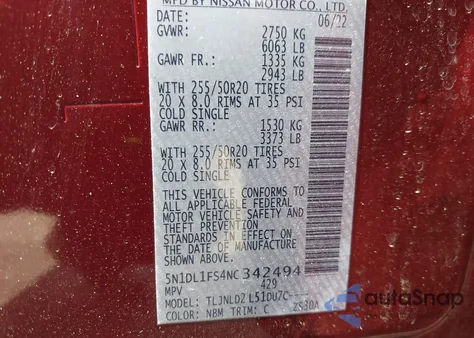 MFD BY NISSAN MOTOR CO., LTD.
DATE: 06/22
GVWR: 2750 KG
6063 LB
GAWR FR.: 1335 KG
2943 LB
WITH 255/50R20 TIRES
20 X 8.0 RIMS AT 35 PSI
COLD SINGLE
GAWR RR.: 1530 KG
3373 LB
WITH 255/50R20 TIRES
20 X 8.0 RIMS AT 35 PSI
COLD SINGLE
THIS VEHICLE CONFORMS TO
ALL APPLICABLE FEDERAL
MOTOR VEHICLE SAFETY AND
THEFT PREVENTION
STANDARDS IN EFFECT ON
THE DATE OF MANUFACTURE
SHOWN ABOVE.
5N1DL1FS4NC342494
MPV 429
MODEL: TLJNLDZ L51DU7C---
COLOR: NBM TRIM: C ZS30A
autoSnap